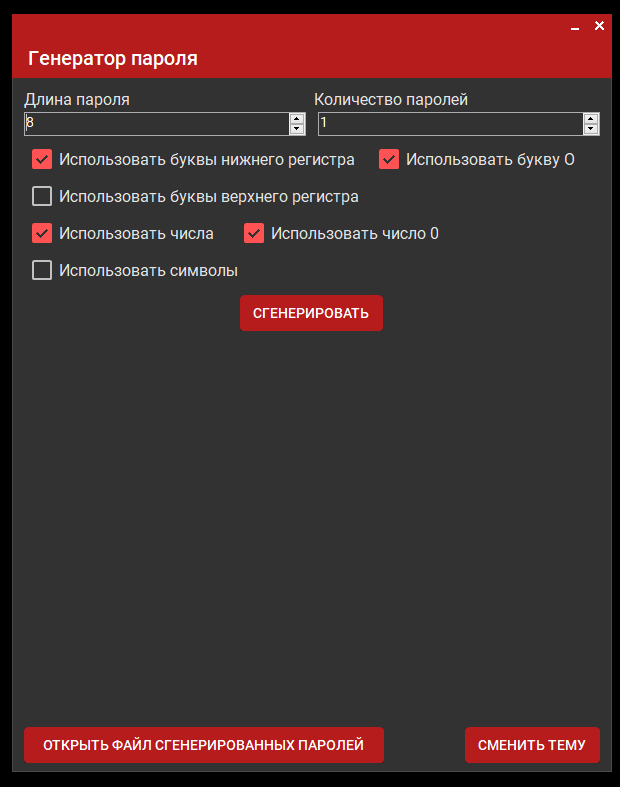 Генератор пароля
Длина пароля Количество паролей
8 1
Использовать буквы нижнего регистра Использовать букву О
Использовать буквы верхнего регистра
Использовать числа Использовать число 0
Использовать символы
СГЕНЕРИРОВАТЬ
ОТКРЫТЬ ФАЙЛ СГЕНЕРИРОВАННЫХ ПАРОЛЕЙ СМЕНИТЬ ТЕМУ